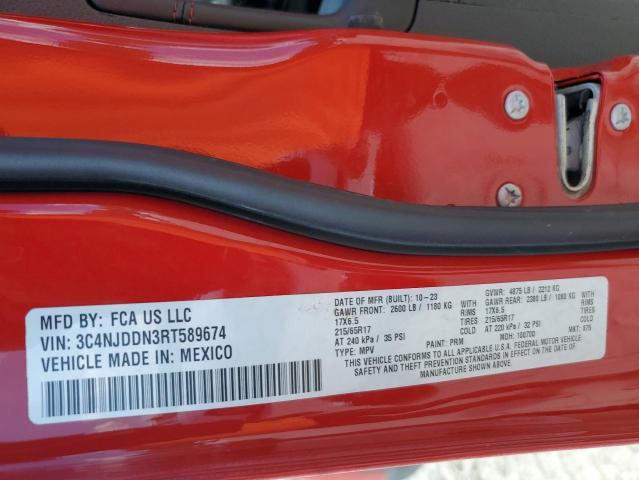 MFD BY: FCA US LLC
VIN: 3C4NJDDN3RT589674
VEHICLE MADE IN: MEXICO
DATE OF MFR (BUILT): 10-23 GVWR: 4875 LB / 2212 KG
GAWR FRONT: 2600 LB / 1180 KG WITH GAWR REAR: 2380 LB / 1080 KG WITH
17X6.5 RIMS 17X6.5 RIMS
215/65R17 TIRES 215/65R17 TIRES
AT 240 kPa / 35 PSI COLD AT 220 kPa / 32 PSI COLD
TYPE: MPV PAINT: PRM MDH: 100700 MKT: 875
THIS VEHICLE CONFORMS TO ALL APPLICABLE U.S.A. FEDERAL MOTOR
SAFETY AND THEFT PREVENTION STANDARDS IN EFFECT ON THE DATE OF
MANUFACTURE SHOWN ABOVE.